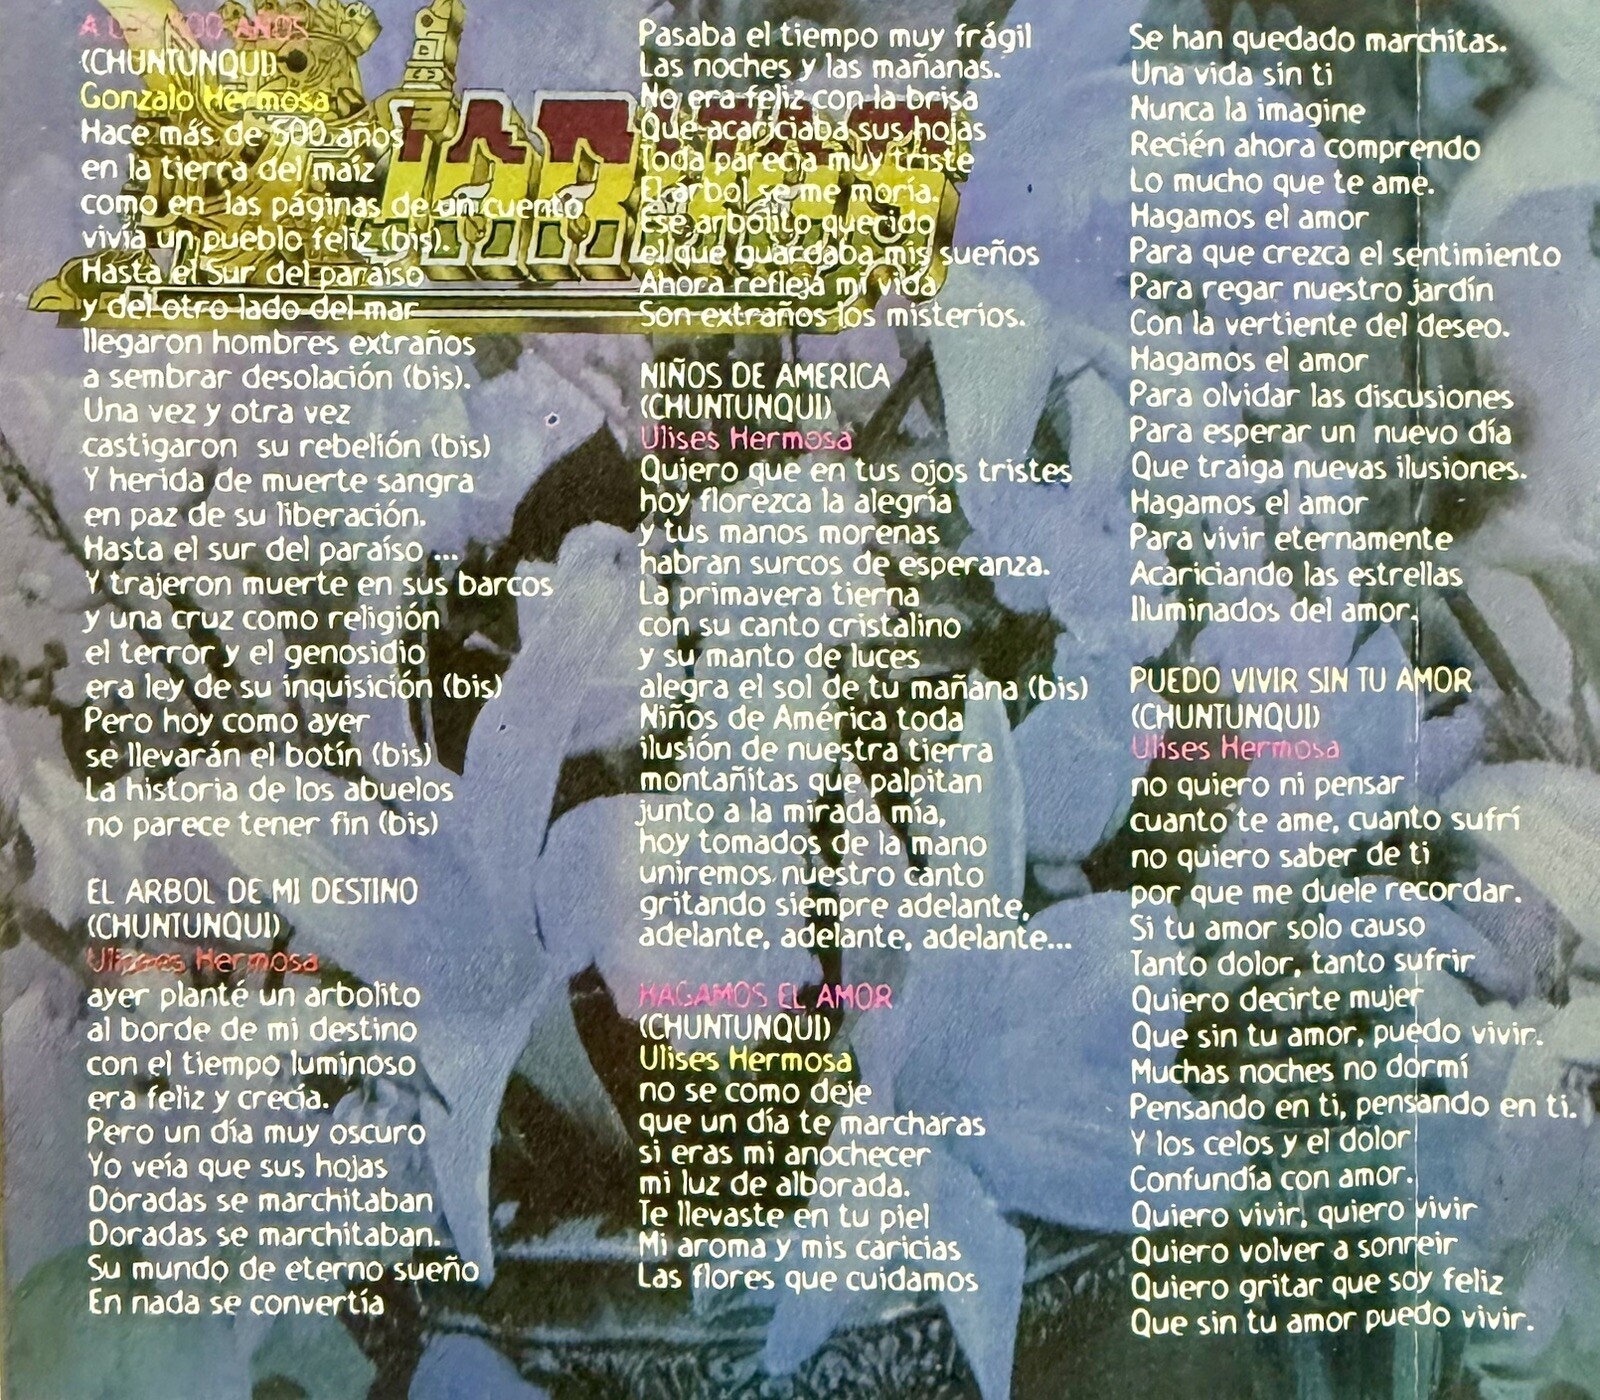 A LOS 500 AÑOS
(CHUNTUNQUI)
Gonzalo Hermosa
Hace más de 500 años
en la tierra del maíz
como en las páginas de un cuento
vivía un pueblo feliz (bis).
Hasta el Sur del paraíso
y del otro lado del mar
llegaron hombres extraños
a sembrar desolación (bis).
Una vez y otra vez
castigaron su rebelión (bis)
Y herida de muerte sangra
en paz de su liberación.
Hasta el sur del paraíso ...
Y trajeron muerte en sus barcos
y una cruz como religión
el terror y el genosidio
era ley de su inquisición (bis)
Pero hoy como ayer
se llevarán el botín (bis)
La historia de los abuelos
no parece tener fin (bis)
EL ARBOL DE MI DESTINO
(CHUNTUNQUI)
Ulises Hermosa
ayer planté un arbolito
al borde de mi destino
con el tiempo luminoso
era feliz y crecía.
Pero un día muy oscuro
Yo veía que sus hojas
Doradas se marchitaban
Doradas se marchitaban.
Su mundo de eterno sueño
En nada se convertía
Pasaba el tiempo muy frágil
Las noches y las mañanas.
No era feliz con la brisa
Que acariciaba sus hojas
Toda parecía muy triste
El árbol se me moría.
Ese arbolito querido
el que guardaba mis sueños
Ahora refleja mi vida
Son extraños los misterios.
NIÑOS DE AMERICA
(CHUNTUNQUI)
Ulises Hermosa
Quiero que en tus ojos tristes
hoy florezca la alegría
y tus manos morenas
habran surcos de esperanza.
La primavera tierna
con su canto cristalino
y su manto de luces
alegra el sol de tu mañana (bis)
Niños de América toda
ilusión de nuestra tierra
montañitas que palpitan
junto a la mirada mía,
hoy tomados de la mano
uniremos nuestro canto
gritando siempre adelante,
adelante, adelante, adelante...
HAGAMOS EL AMOR
(CHUNTUNQUI)
Ulises Hermosa
no se como deje
que un día te marcharas
si eras mi anochecer
mi luz de alborada.
Te llevaste en tu piel
Mi aroma y mis caricias
Las flores que cuidamos
Se han quedado marchitas.
Una vida sin ti
Nunca la imagine
Recién ahora comprendo
Lo mucho que te ame.
Hagamos el amor
Para que crezca el sentimiento
Para regar nuestro jardín
Con la vertiente del deseo.
Hagamos el amor
Para olvidar las discusiones
Para esperar un nuevo día
Que traiga nuevas ilusiones.
Hagamos el amor
Para vivir eternamente
Acariciando las estrellas
Iluminados del amor.
PUEDO VIVIR SIN TU AMOR
(CHUNTUNQUI)
Ulises Hermosa
no quiero ni pensar
cuanto te ame, cuanto sufrí
no quiero saber de ti
por que me duele recordar.
Si tu amor solo causo
Tanto dolor, tanto sufrir
Quiero decirte mujer
Que sin tu amor, puedo vivir.
Muchas noches no dormí
Pensando en ti, pensando en ti.
Y los celos y el dolor
Confundía con amor.
Quiero vivir, quiero vivir
Quiero volver a sonreir
Quiero gritar que soy feliz
Que sin tu amor puedo vivir.